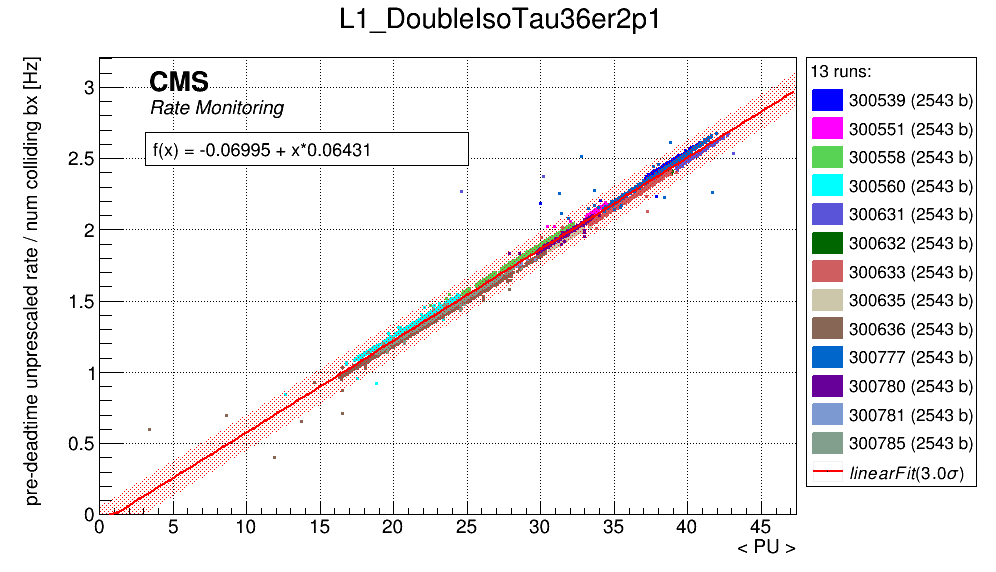 L1_DoubleIsoTau36er2p1
pre-deadtime unprescaled rate / num colliding bx [Hz]
CMS
Rate Monitoring
f(x) = -0.06995 + x*0.06431
3
2.5
2
1.5
1
0.5
0
0 5 10 15 20 25 30 35 40 45
< PU >
13 runs:
300539 (2543 b)
300551 (2543 b)
300558 (2543 b)
300560 (2543 b)
300631 (2543 b)
300632 (2543 b)
300633 (2543 b)
300635 (2543 b)
300636 (2543 b)
300777 (2543 b)
300780 (2543 b)
300781 (2543 b)
300785 (2543 b)
linearFit(3.0σ)